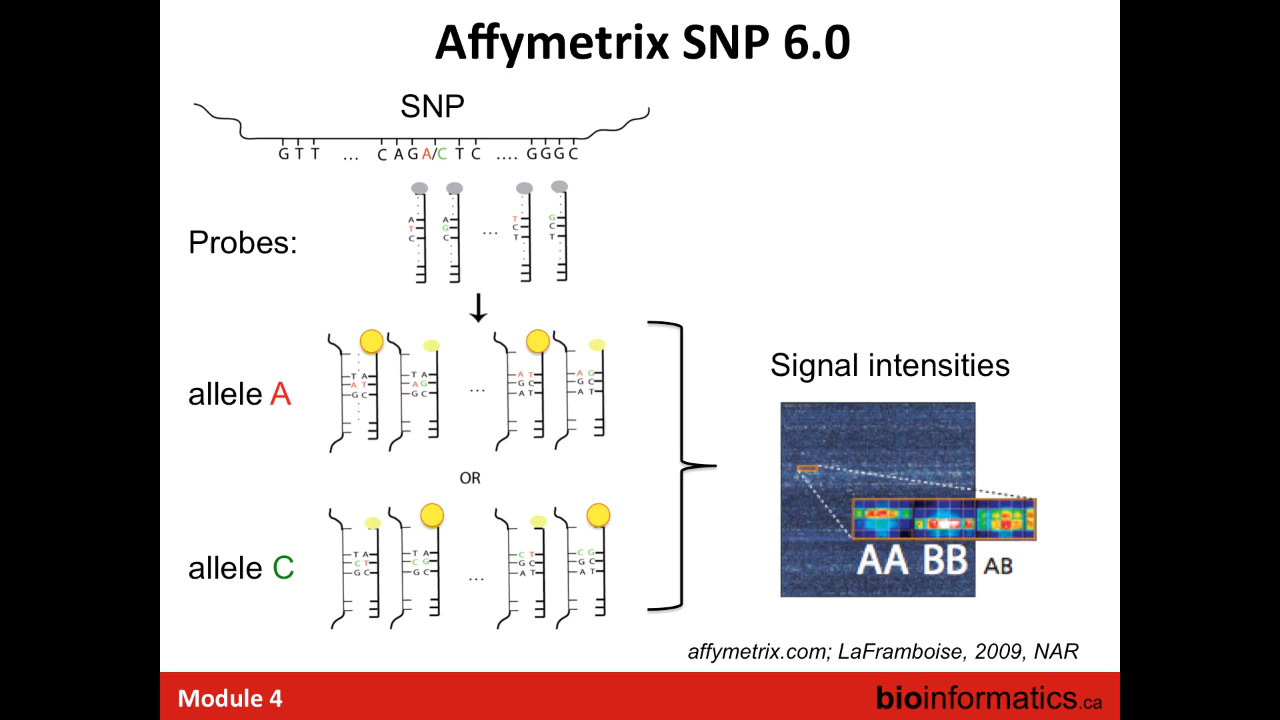 Affymetrix SNP 6.0
SNP
G T T ... C A G A/C T C .... G G G C
A A T G
T G ... C C
C C T T
Probes:
T A T A A T A G
A T A G ... G C G C
G C G C A T A T
allele A
OR
T A T A C T C G
C T C G G C G C
G C G C ... A T A T
allele C
Signal intensities
AA BB AB
affymetrix.com; LaFramboise, 2009, NAR
Module 4
bioinformatics.ca